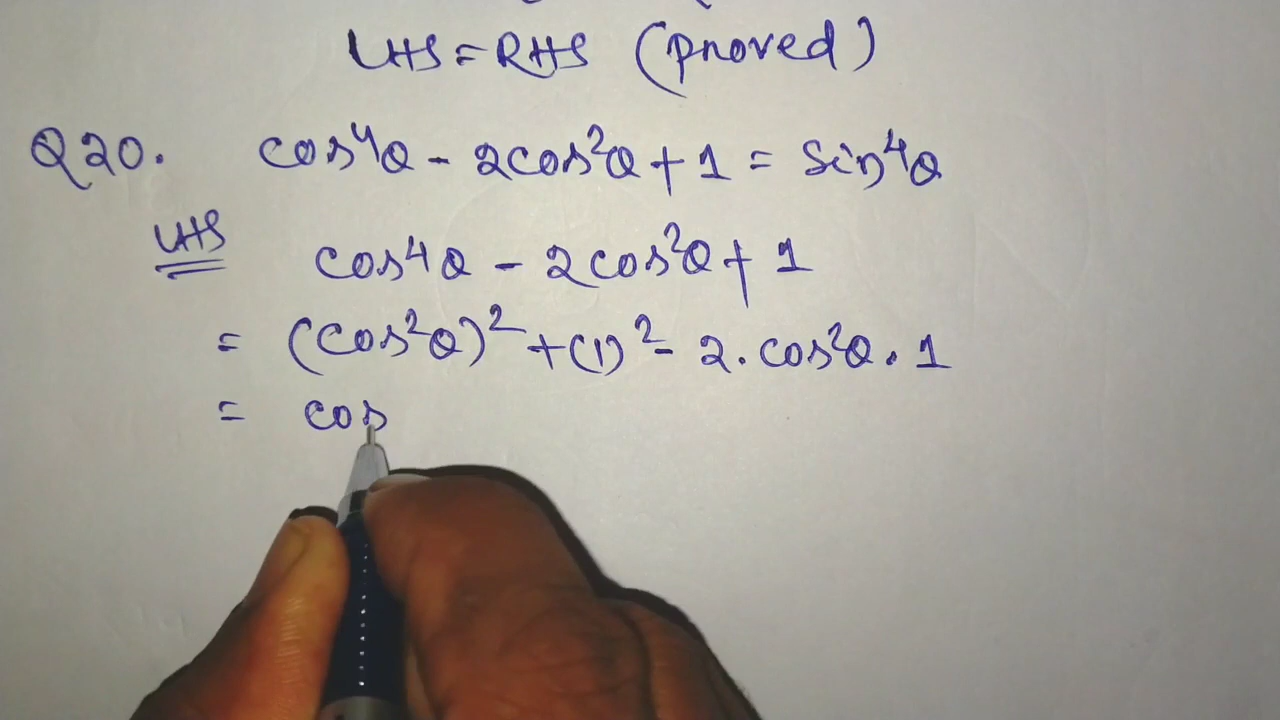 LHS = RHS (proved)
Q20. cos⁴θ - 2cos²θ + 1 = sin⁴θ
LHS cos⁴θ - 2cos²θ + 1
= (cos²θ)² + (1)² - 2.cos²θ.1
= cos